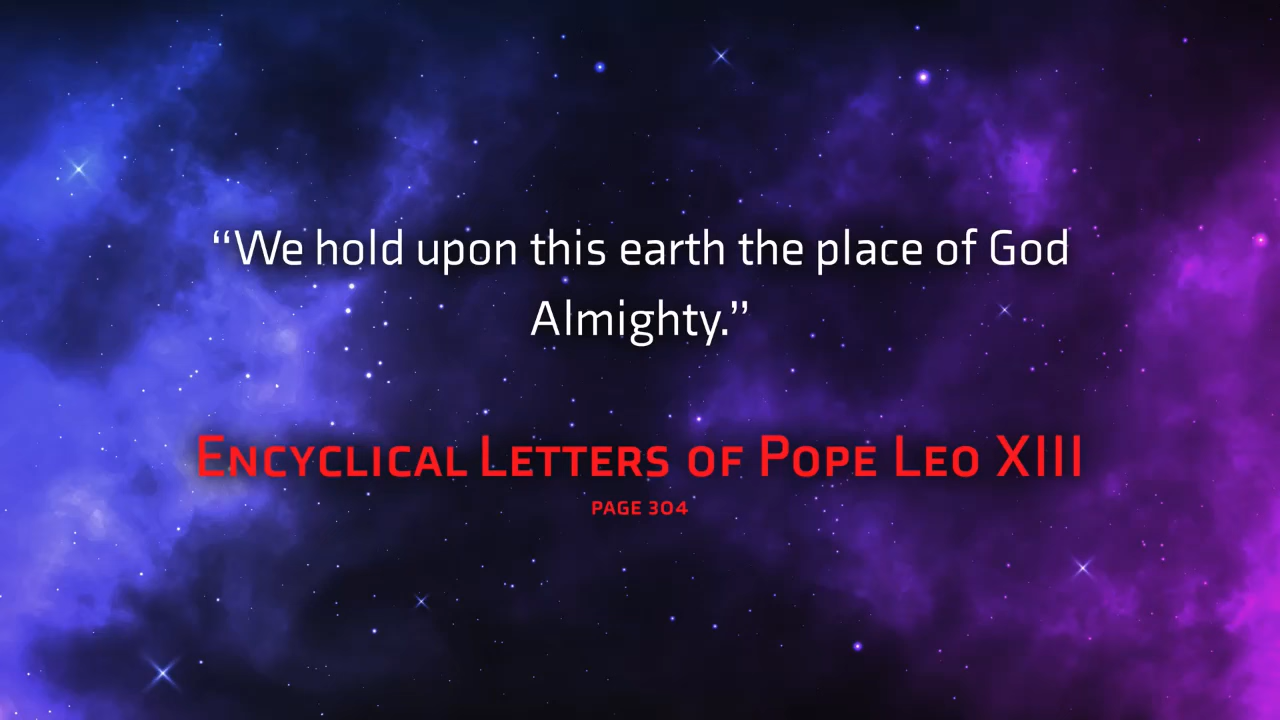 “We hold upon this earth the place of God
Almighty.”
Encyclical Letters of Pope Leo XIII
PAGE 304